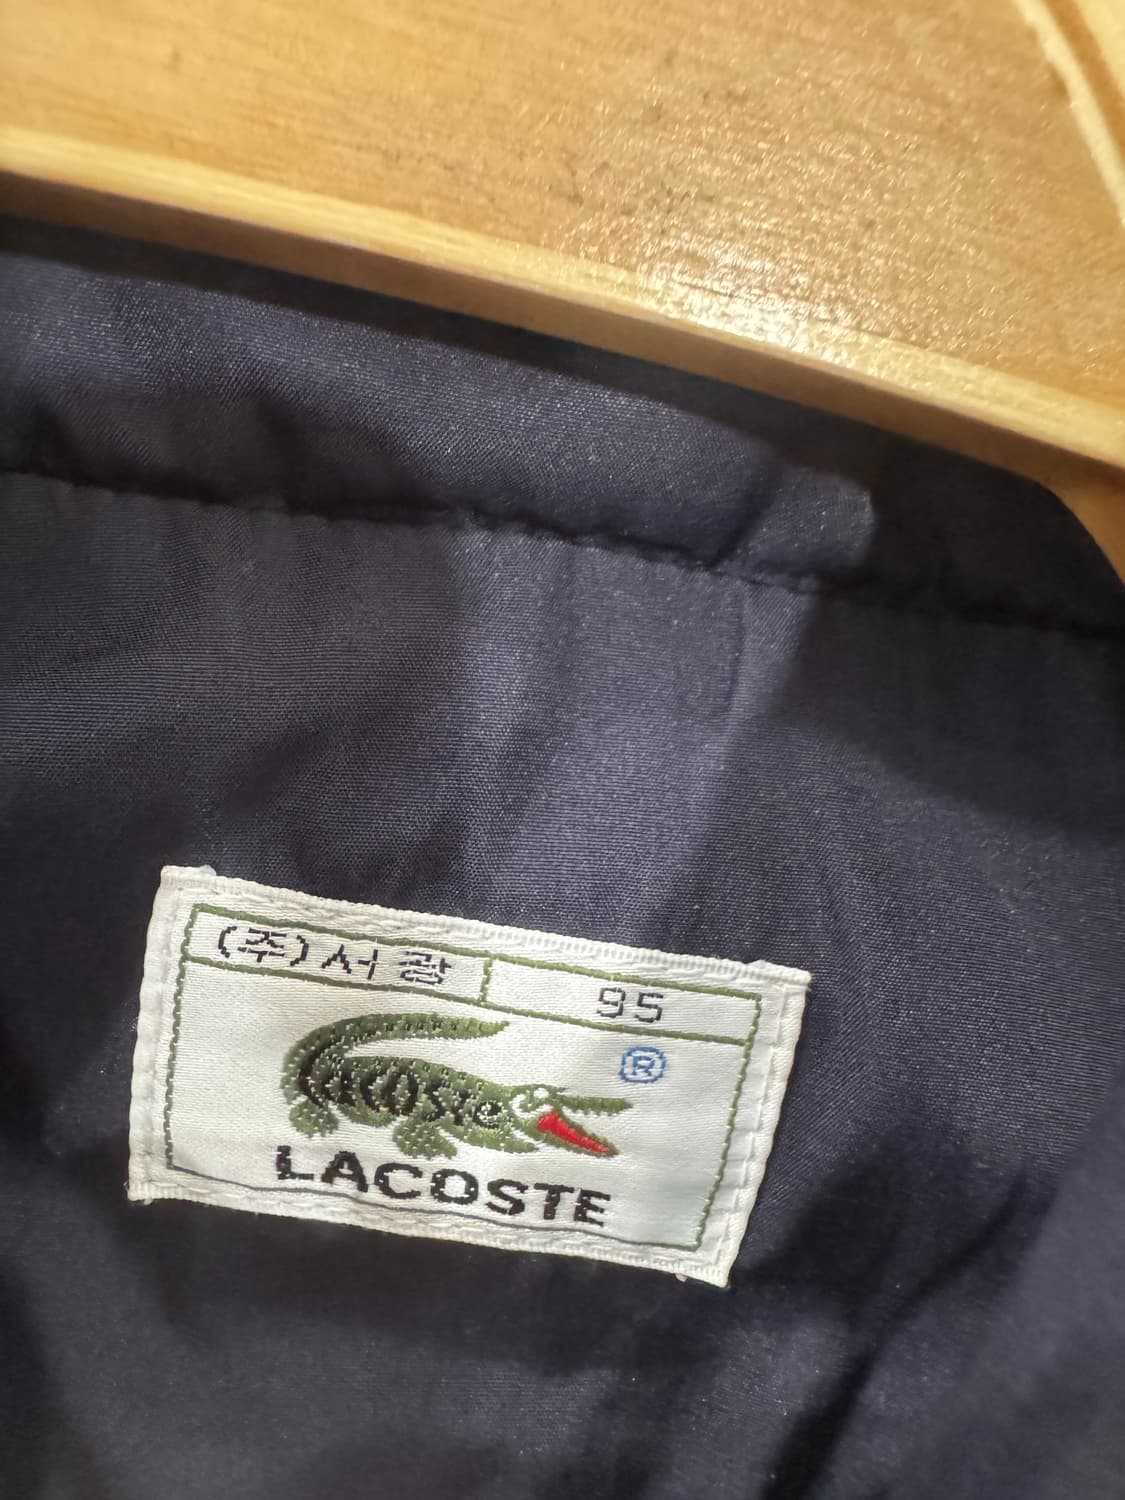 (주)서광 95
®
Lacoste
LACOSTE